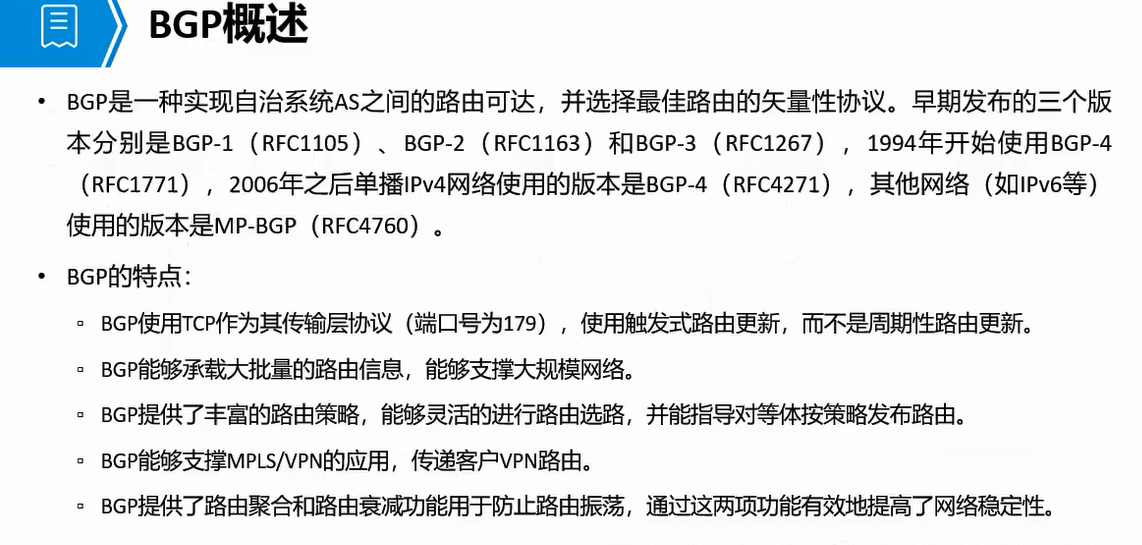 BGP概述
• BGP是一种实现自治系统AS之间的路由可达，并选择最佳路由的矢量性协议。早期发布的三个版
本分别是BGP-1（RFC1105）、BGP-2（RFC1163）和BGP-3（RFC1267），1994年开始使用BGP-4
（RFC1771），2006年之后单播IPv4网络使用的版本是BGP-4（RFC4271），其他网络（如IPv6等）
使用的版本是MP-BGP（RFC4760）。
• BGP的特点：
▫ BGP使用TCP作为其传输层协议（端口号为179），使用触发式路由更新，而不是周期性路由更新。
▫ BGP能够承载大批量的路由信息，能够支撑大规模网络。
▫ BGP提供了丰富的路由策略，能够灵活的进行路由选路，并能指导对等体按策略发布路由。
▫ BGP能够支撑MPLS/VPN的应用，传递客户VPN路由。
▫ BGP提供了路由聚合和路由衰减功能用于防止路由振荡，通过这两项功能有效地提高了网络稳定性。